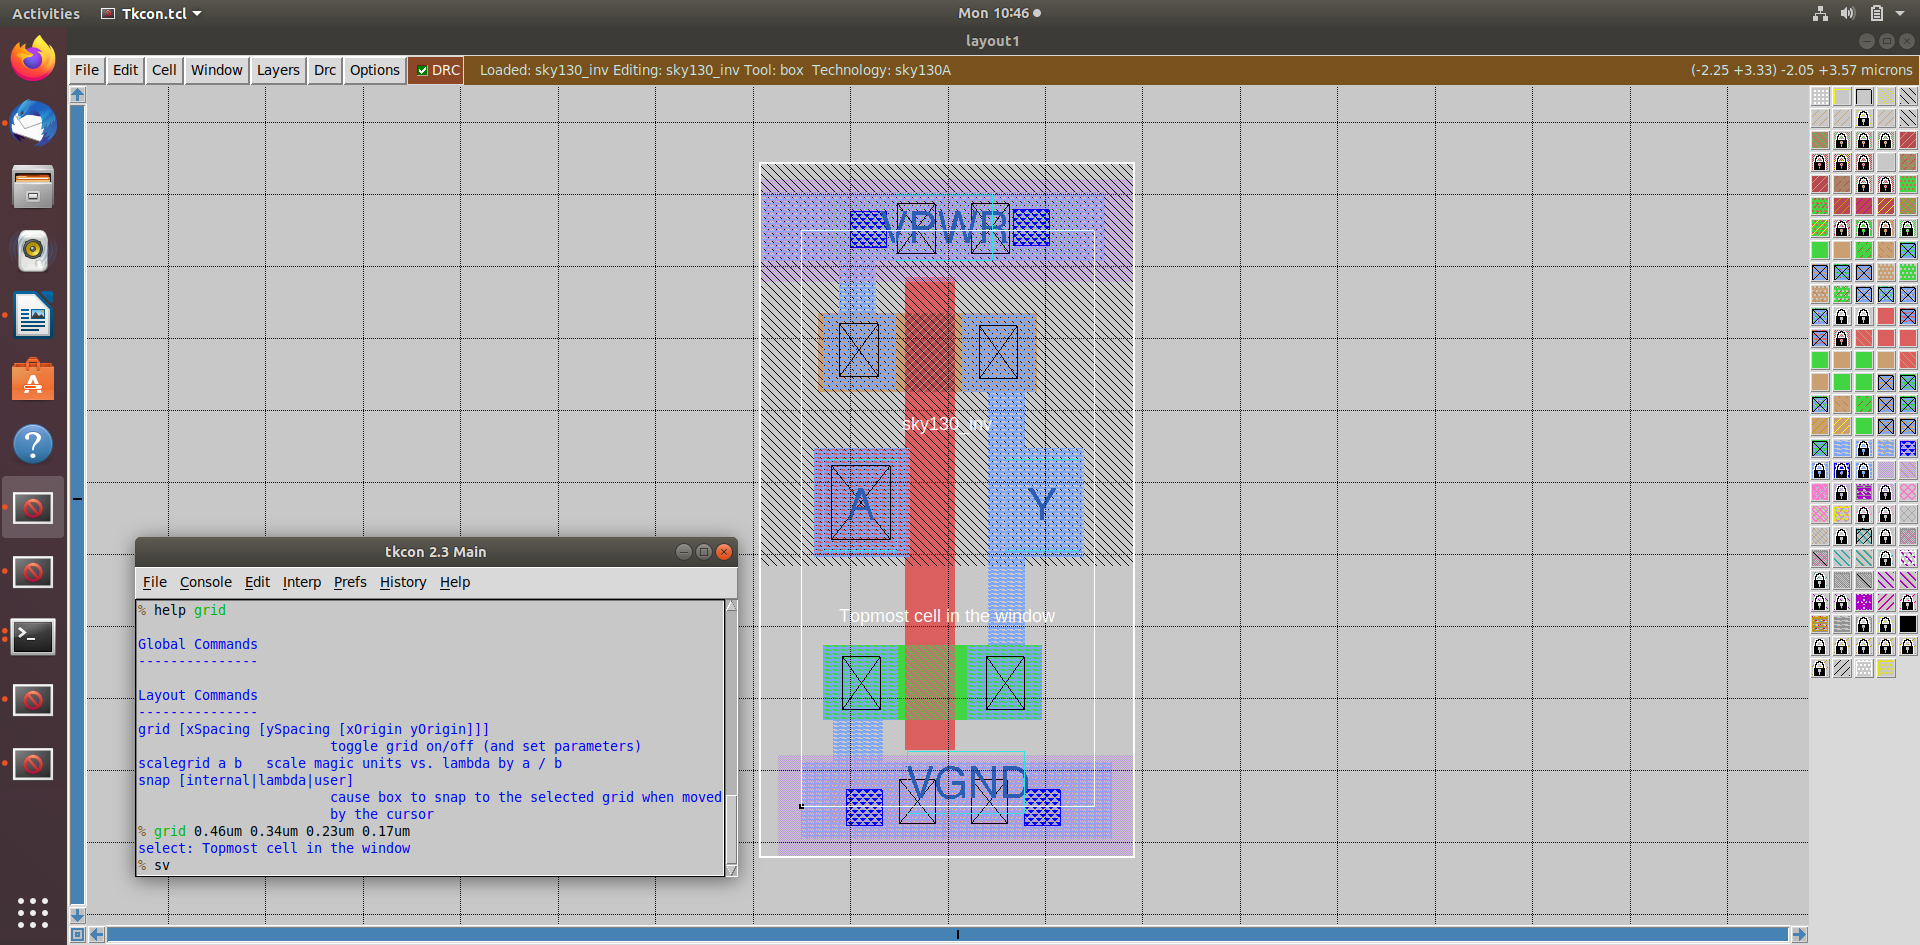 Activities Tkcon.tcl Mon 10:46
layout1
File Edit Cell Window Layers Drc Options DRC Loaded: sky130_inv Editing: sky130_inv Tool: box Technology: sky130A (-2.25 +3.33) -2.05 +3.57 microns
VPWR
sky130_inv
A Y
Topmost cell in the window
VGND
tkcon 2.3 Main
File Console Edit Interp Prefs History Help
% help grid
Global Commands
---------------
Layout Commands
---------------
grid [xSpacing [ySpacing [xOrigin yOrigin]]]
toggle grid on/off (and set parameters)
scalegrid a b scale magic units vs. lambda by a / b
snap [internal|lambda|user]
cause box to snap to the selected grid when moved
by the cursor
% grid 0.46um 0.34um 0.23um 0.17um
select: Topmost cell in the window
% sv